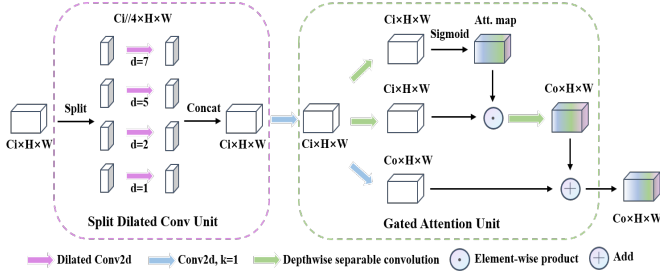 Ci//4×H×W
d=7
d=5
d=2
d=1
Ci×H×W
Split
Concat
Ci×H×W
Split Dilated Conv Unit
Ci×H×W
Ci×H×W
Sigmoid
Att. map
Ci×H×W
Co×H×W
Co×H×W
Co×H×W
Gated Attention Unit
Dilated Conv2d
Conv2d, k=1
Depthwise separable convolution
Element-wise product
Add